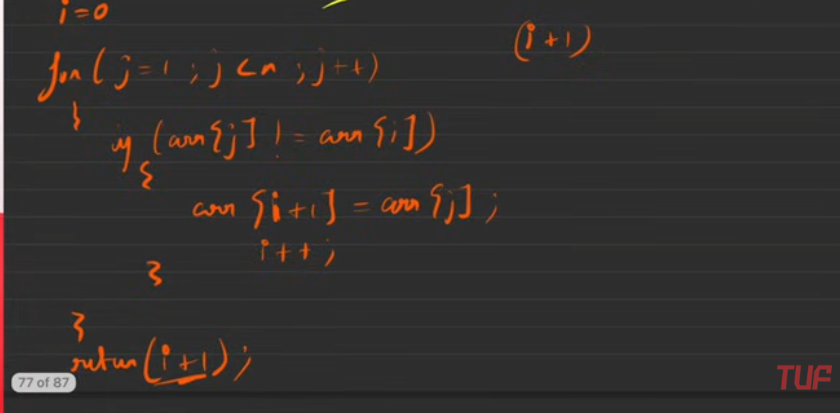 i=0
(i+1)
for( j=1 ; j<n ; j++)
{
if (arr[j] != arr[i])
{
arr[i+1] = arr[j];
i++;
}
}
return(i+1);
77 of 87
TUF